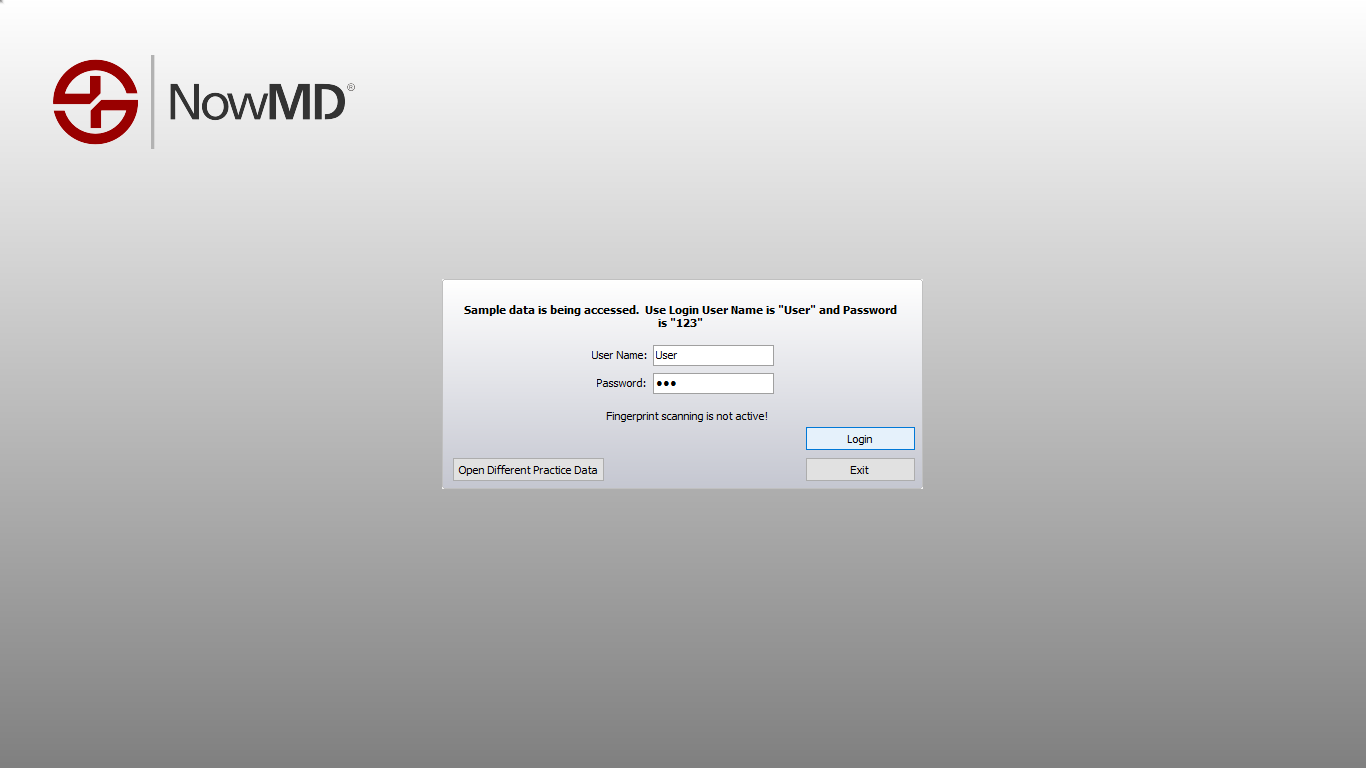 NowMD®
Sample data is being accessed.  Use Login User Name is "User" and Password
is "123"
User Name: User
Password: •••
Fingerprint scanning is not active!
Login
Open Different Practice Data Exit